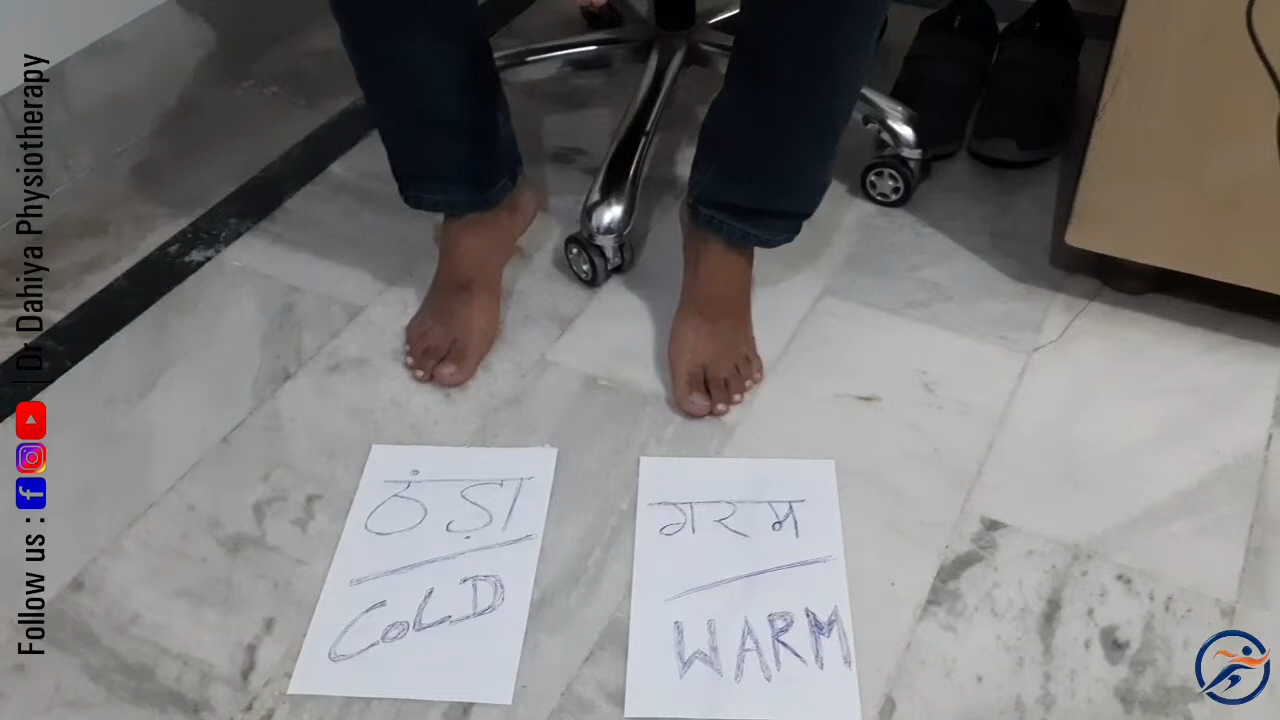 Follow us : | Dr Dahiya Physiotherapy
ठंडा
COLD
गरम
WARM